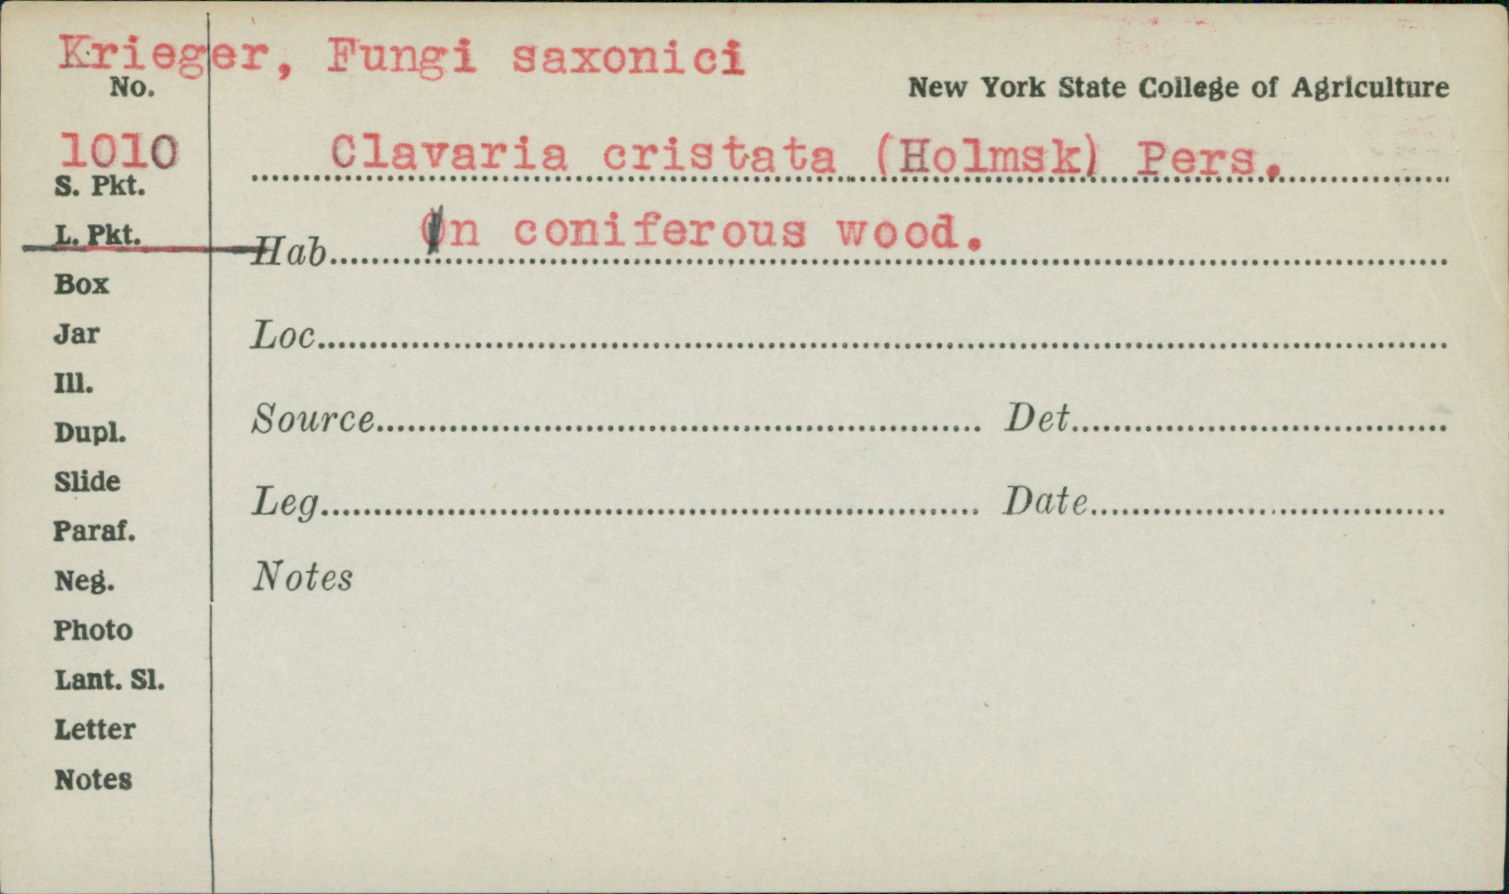 Krieger, Fungi saxonici
No.
New York State College of Agriculture
1010
Clavaria cristata (Holmsk) Pers.
S. Pkt.
On coniferous wood.
L. Pkt.
Hab
Box
Jar
Loc
Ill.
Source Det
Dupl.
Slide
Leg Date
Paraf.
Neg.
Notes
Photo
Lant. Sl.
Letter
Notes